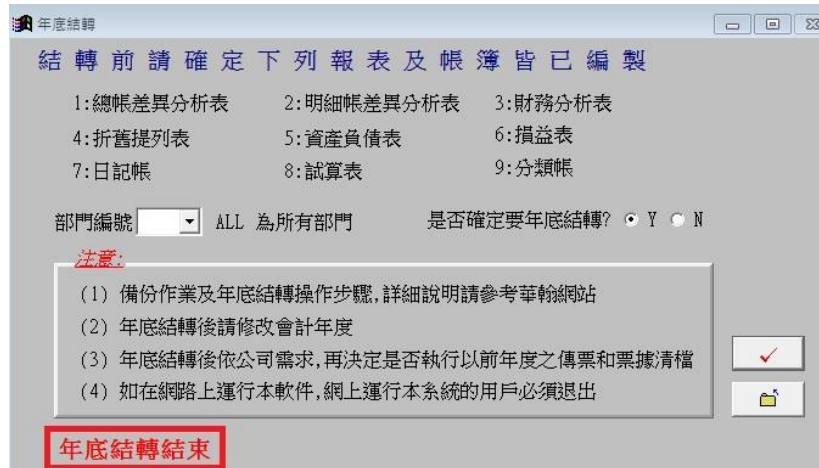 年底結轉
結轉前請確定下列報表及帳簿皆已編製
1:總帳差異分析表 2:明細帳差異分析表 3:財務分析表
4:折舊提列表 5:資產負債表 6:損益表
7:日記帳 8:試算表 9:分類帳
部門編號 ALL 為所有部門 是否確定要年底結轉? Y N
注意:
(1) 備份作業及年底結轉操作步驟,詳細說明請參考華翰網站
(2) 年底結轉後請修改會計年度
(3) 年底結轉後依公司需求,再決定是否執行以前年度之傳票和票據清檔
(4) 如在網路上運行本軟件,網上運行本系統的用戶必須退出
年底結轉結束